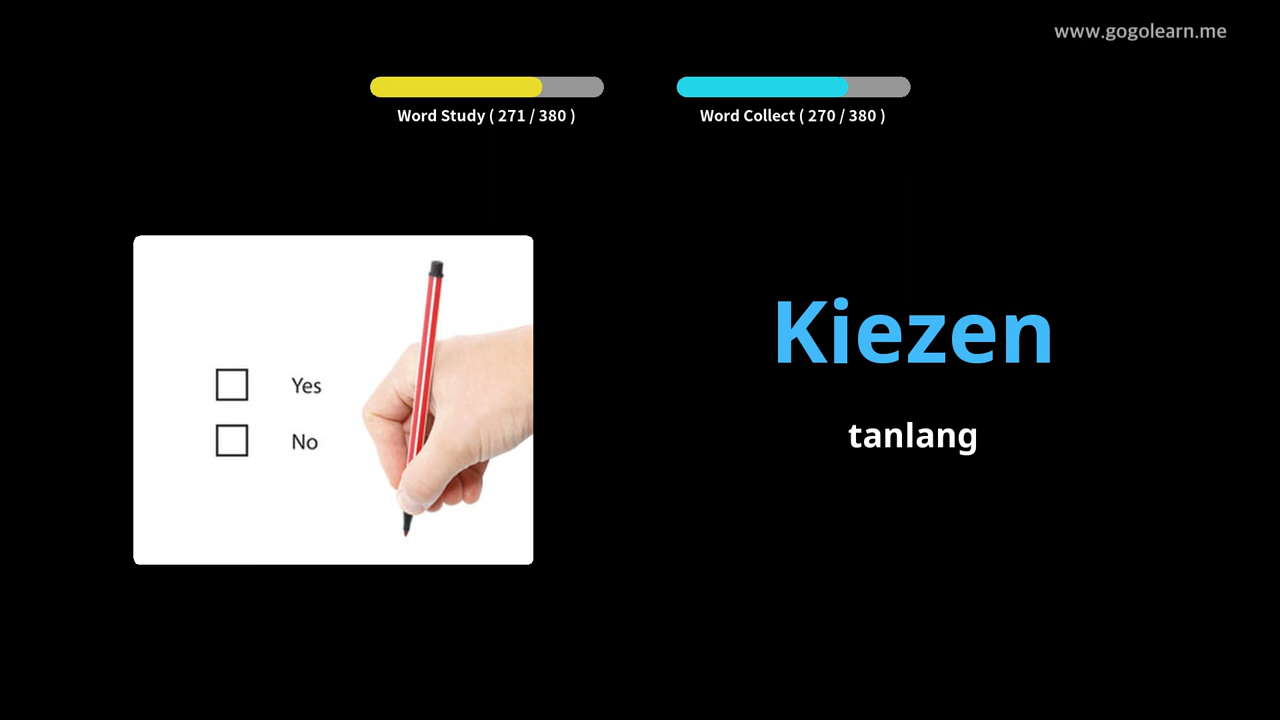 www.gogolearn.me
Word Study ( 271 / 380 )
Word Collect ( 270 / 380 )
Yes
No
Kiezen
tanlang